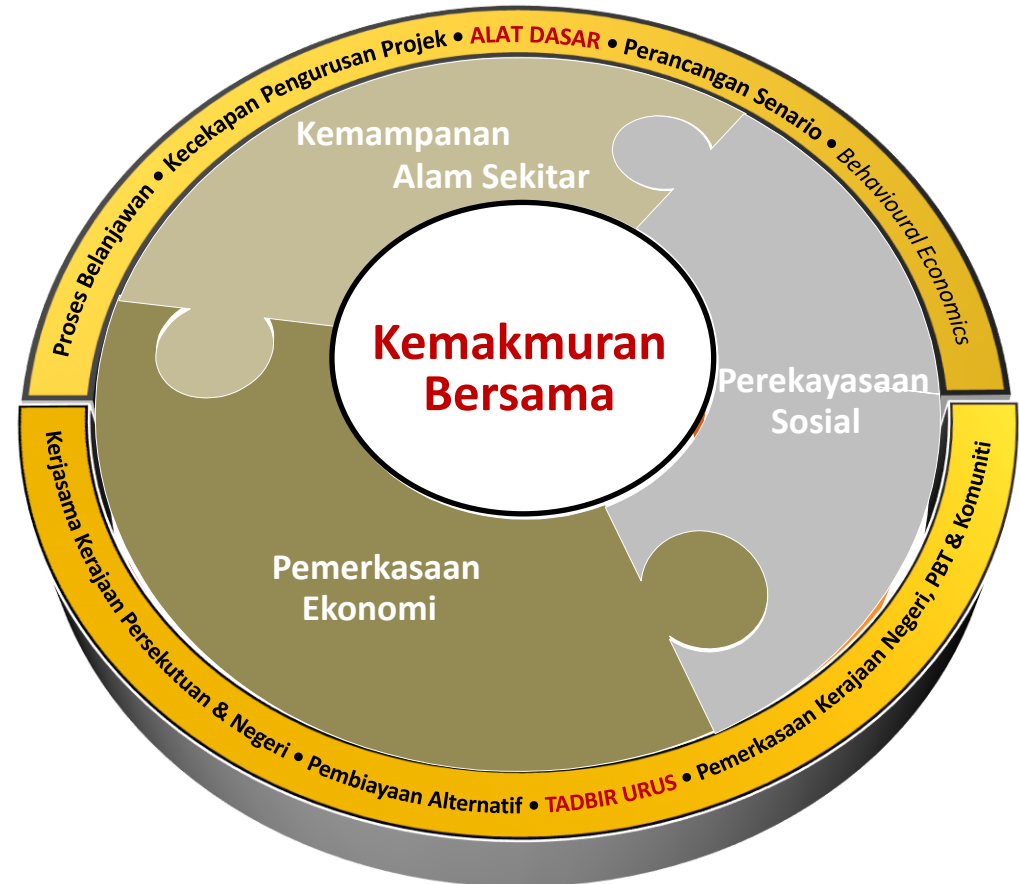 Proses Belanjawan • Kecekapan Pengurusan Projek • ALAT DASAR • Perancangan Senario • Behavioural Economics
Kemampanan
Alam Sekitar
Kemakmuran
Bersama
Perekayasaan
Sosial
Pemerkasaan
Ekonomi
Kerjasama Kerajaan Persekutuan & Negeri • Pembiayaan Alternatif • TADBIR URUS • Pemerkasaan Kerajaan Negeri, PBT & Komuniti